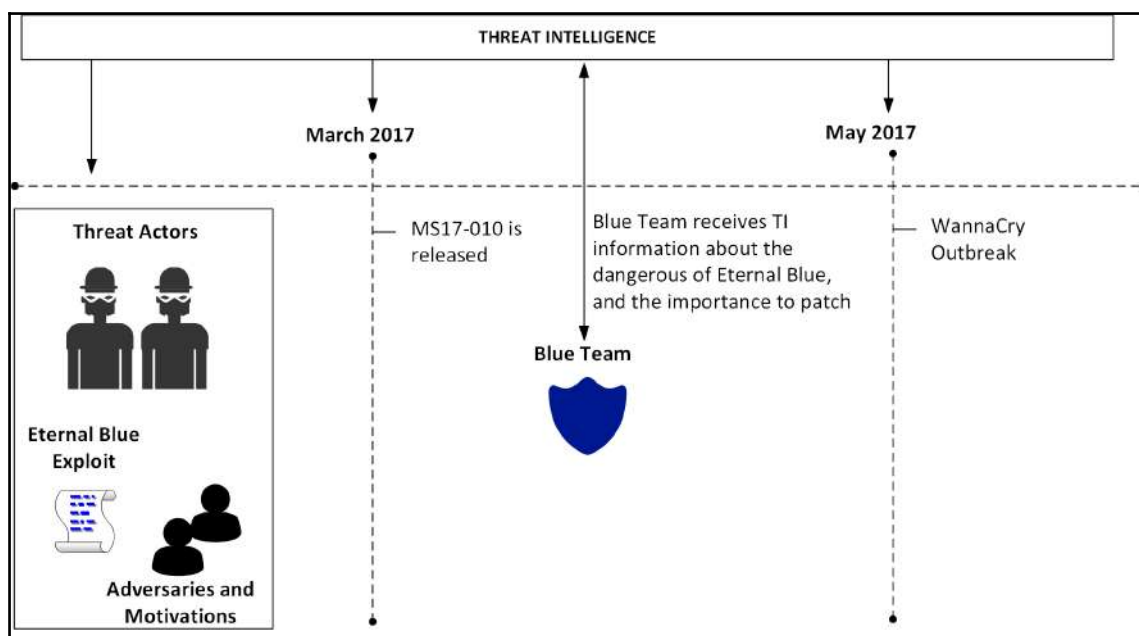 THREAT INTELLIGENCE
March 2017
May 2017
Threat Actors
MS17-010 is
released
Blue Team receives TI
information about the
dangerous of Eternal Blue,
and the importance to patch
WannaCry
Outbreak
Blue Team
Eternal Blue
Exploit
Adversaries and
Motivations